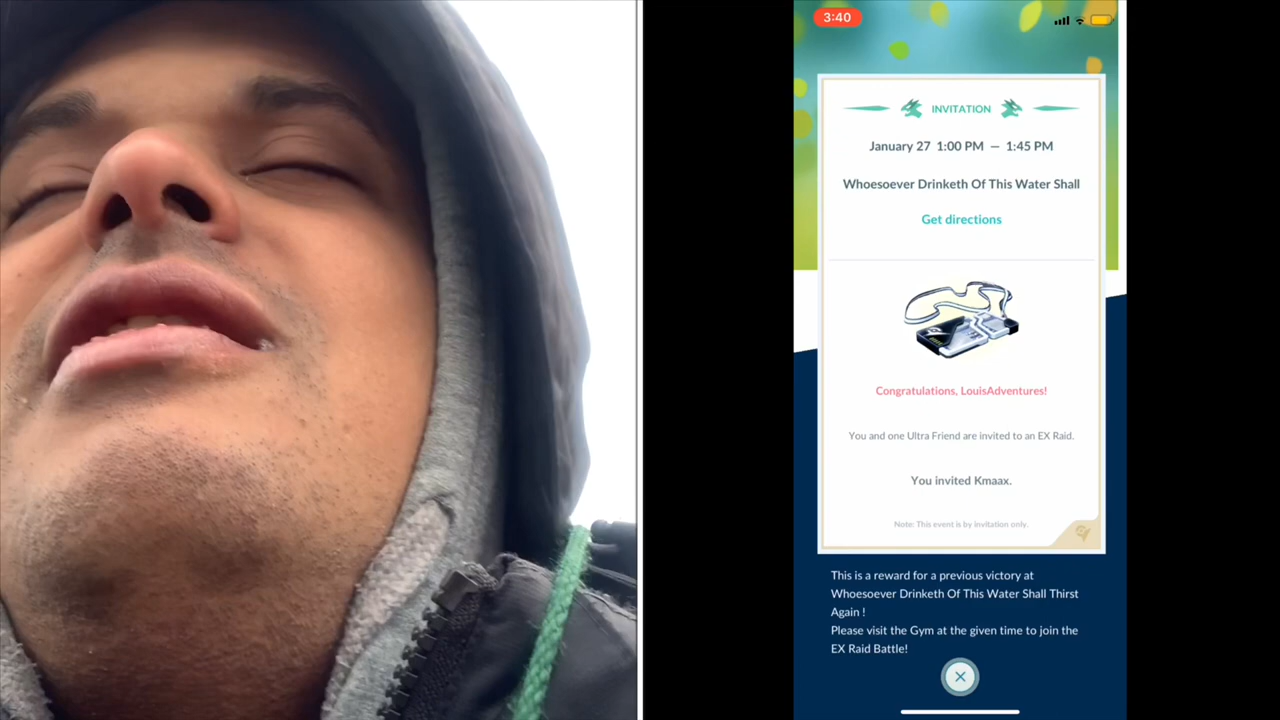 3:40
INVITATION
January 27 1:00 PM — 1:45 PM
Whoesoever Drinketh Of This Water Shall
Get directions
Congratulations, LouisAdventures!
You and one Ultra Friend are invited to an EX Raid.
You invited Kmaax.
Note: This event is by invitation only.
This is a reward for a previous victory at
Whoesoever Drinketh Of This Water Shall Thirst
Again !
Please visit the Gym at the given time to join the
EX Raid Battle!